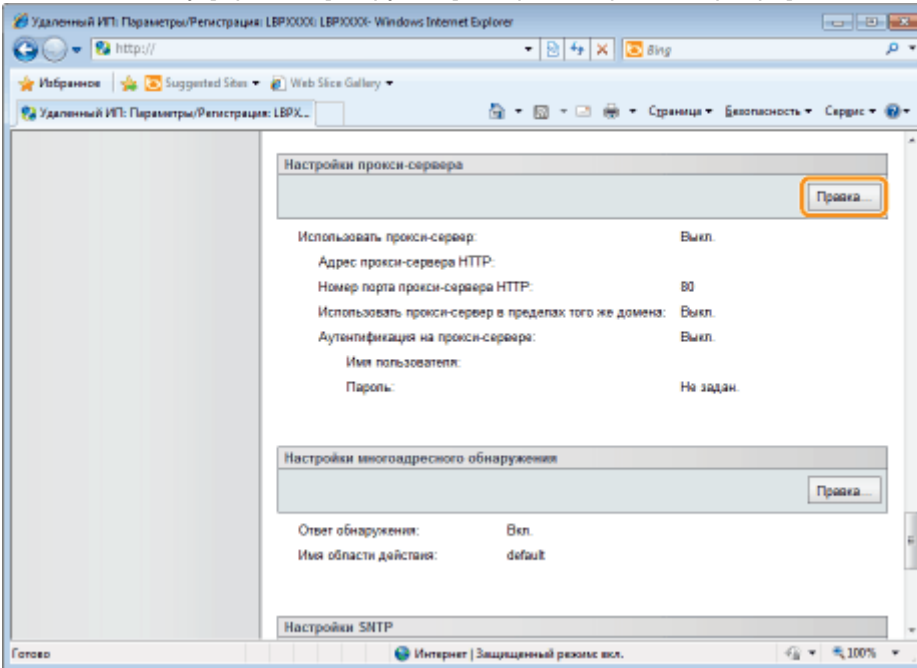 Удаленный ИП: Параметры/Регистрация: LBPXXXX: LBPXXXX- Windows Internet Explorer
http://
Bing
Избранное Suggested Sites Web Slice Gallery
Удаленный ИП: Параметры/Регистрация: LBPX... Страница Безопасность Сервис
Настройки прокси-сервера
Правка...
Использовать прокси-сервер: Выкл.
Адрес прокси-сервера HTTP:
Номер порта прокси-сервера HTTP: 80
Использовать прокси-сервер в пределах того же домена: Выкл.
Аутентификация на прокси-сервере: Выкл.
Имя пользователя:
Пароль: Не задан.
Настройки многоадресного обнаружения
Правка...
Ответ обнаружения: Вкл.
Имя области действия: default
Настройки SNTP
Готово Интернет | Защищенный режим: вкл. 100%